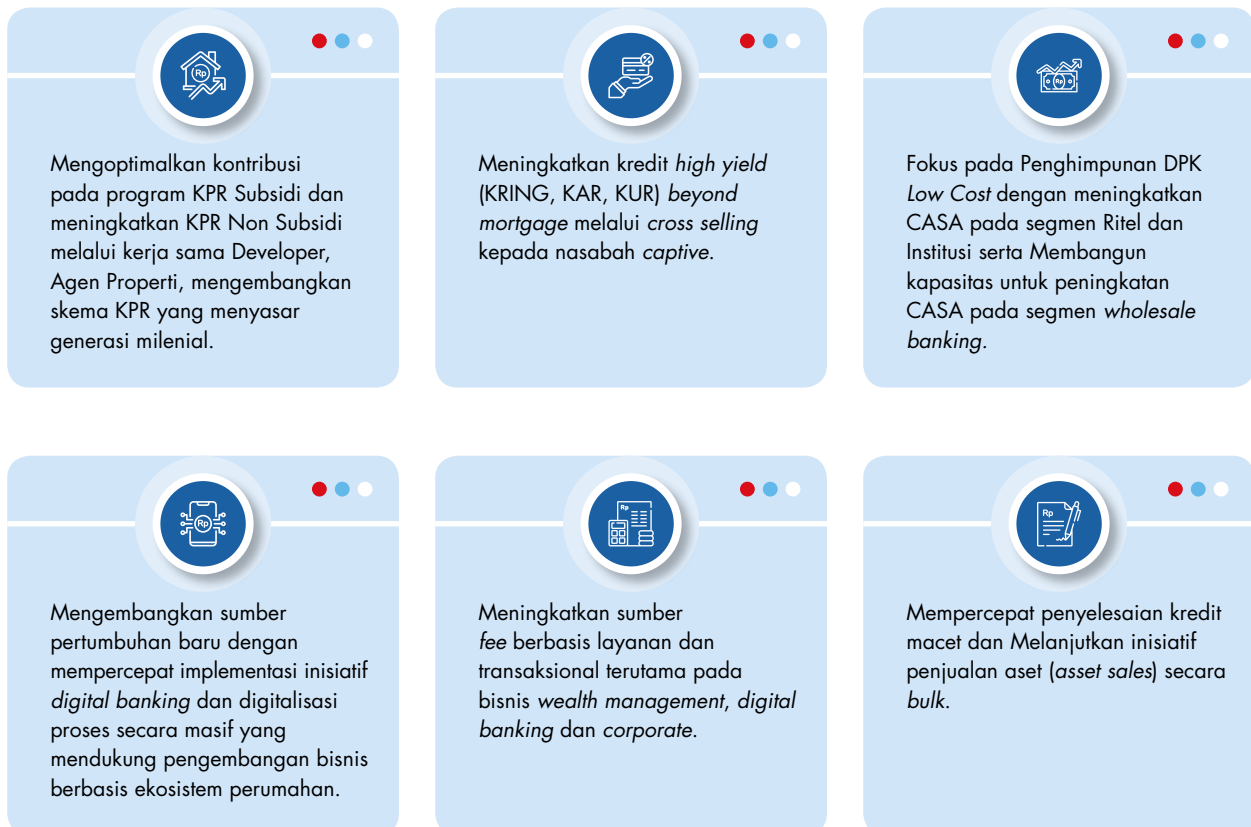 Rp
Mengoptimalkan kontribusi
pada program KPR Subsidi dan
meningkatkan KPR Non Subsidi
melalui kerja sama Developer,
Agen Properti, mengembangkan
skema KPR yang menyasar
generasi milenial.
%
Meningkatkan kredit high yield
(KRING, KAR, KUR) beyond
mortgage melalui cross selling
kepada nasabah captive.
Rp
Fokus pada Penghimpunan DPK
Low Cost dengan meningkatkan
CASA pada segmen Ritel dan
Institusi serta Membangun
kapasitas untuk peningkatan
CASA pada segmen wholesale
banking.
Rp
Mengembangkan sumber
pertumbuhan baru dengan
mempercepat implementasi inisiatif
digital banking dan digitalisasi
proses secara masif yang
mendukung pengembangan bisnis
berbasis ekosistem perumahan.
Rp
Meningkatkan sumber
fee berbasis layanan dan
transaksional terutama pada
bisnis wealth management, digital
banking dan corporate.
Rp
Mempercepat penyelesaian kredit
macet dan Melanjutkan inisiatif
penjualan aset (asset sales) secara
bulk.